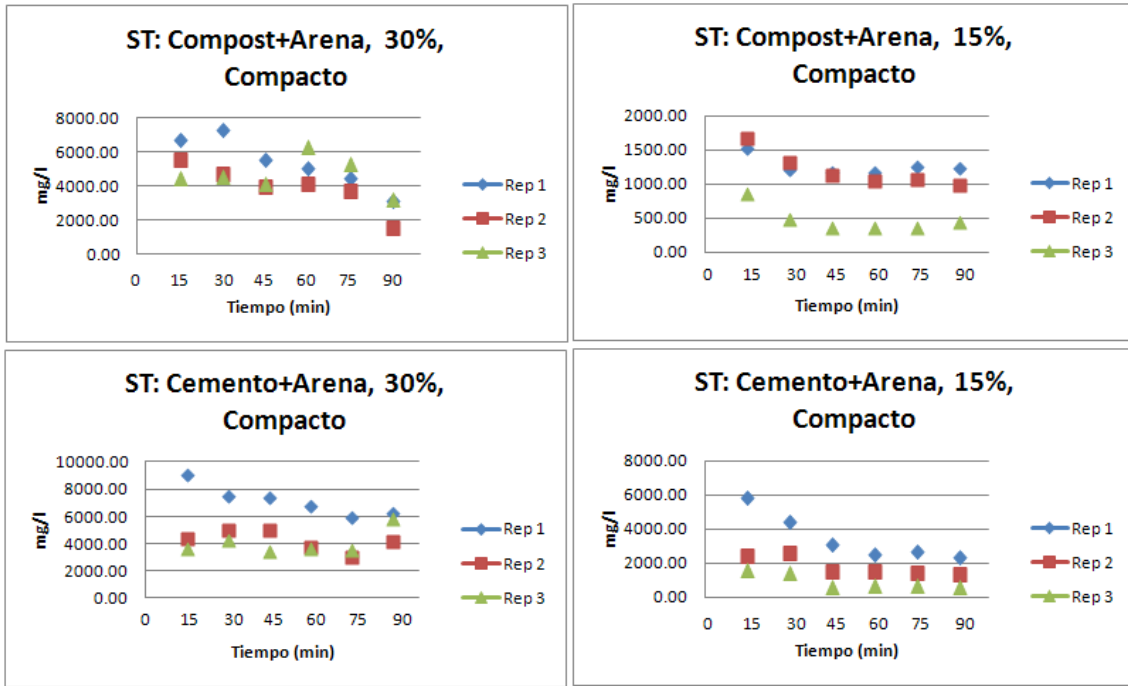 ST: Compost+Arena, 30%,
Compacto
8000.00
6000.00
4000.00
2000.00
0.00
mg/l
0 15 30 45 60 75 90
Tiempo (min)
Rep 1
Rep 2
Rep 3
ST: Compost+Arena, 15%,
Compacto
2000.00
1500.00
1000.00
500.00
0.00
mg/l
0 15 30 45 60 75 90
Tiempo (min)
Rep 1
Rep 2
Rep 3
ST: Cemento+Arena, 30%,
Compacto
10000.00
8000.00
6000.00
4000.00
2000.00
0.00
mg/l
0 15 30 45 60 75 90
Tiempo (min)
Rep 1
Rep 2
Rep 3
ST: Cemento+Arena, 15%,
Compacto
8000.00
6000.00
4000.00
2000.00
0.00
mg/l
0 15 30 45 60 75 90
Tiempo (min)
Rep 1
Rep 2
Rep 3